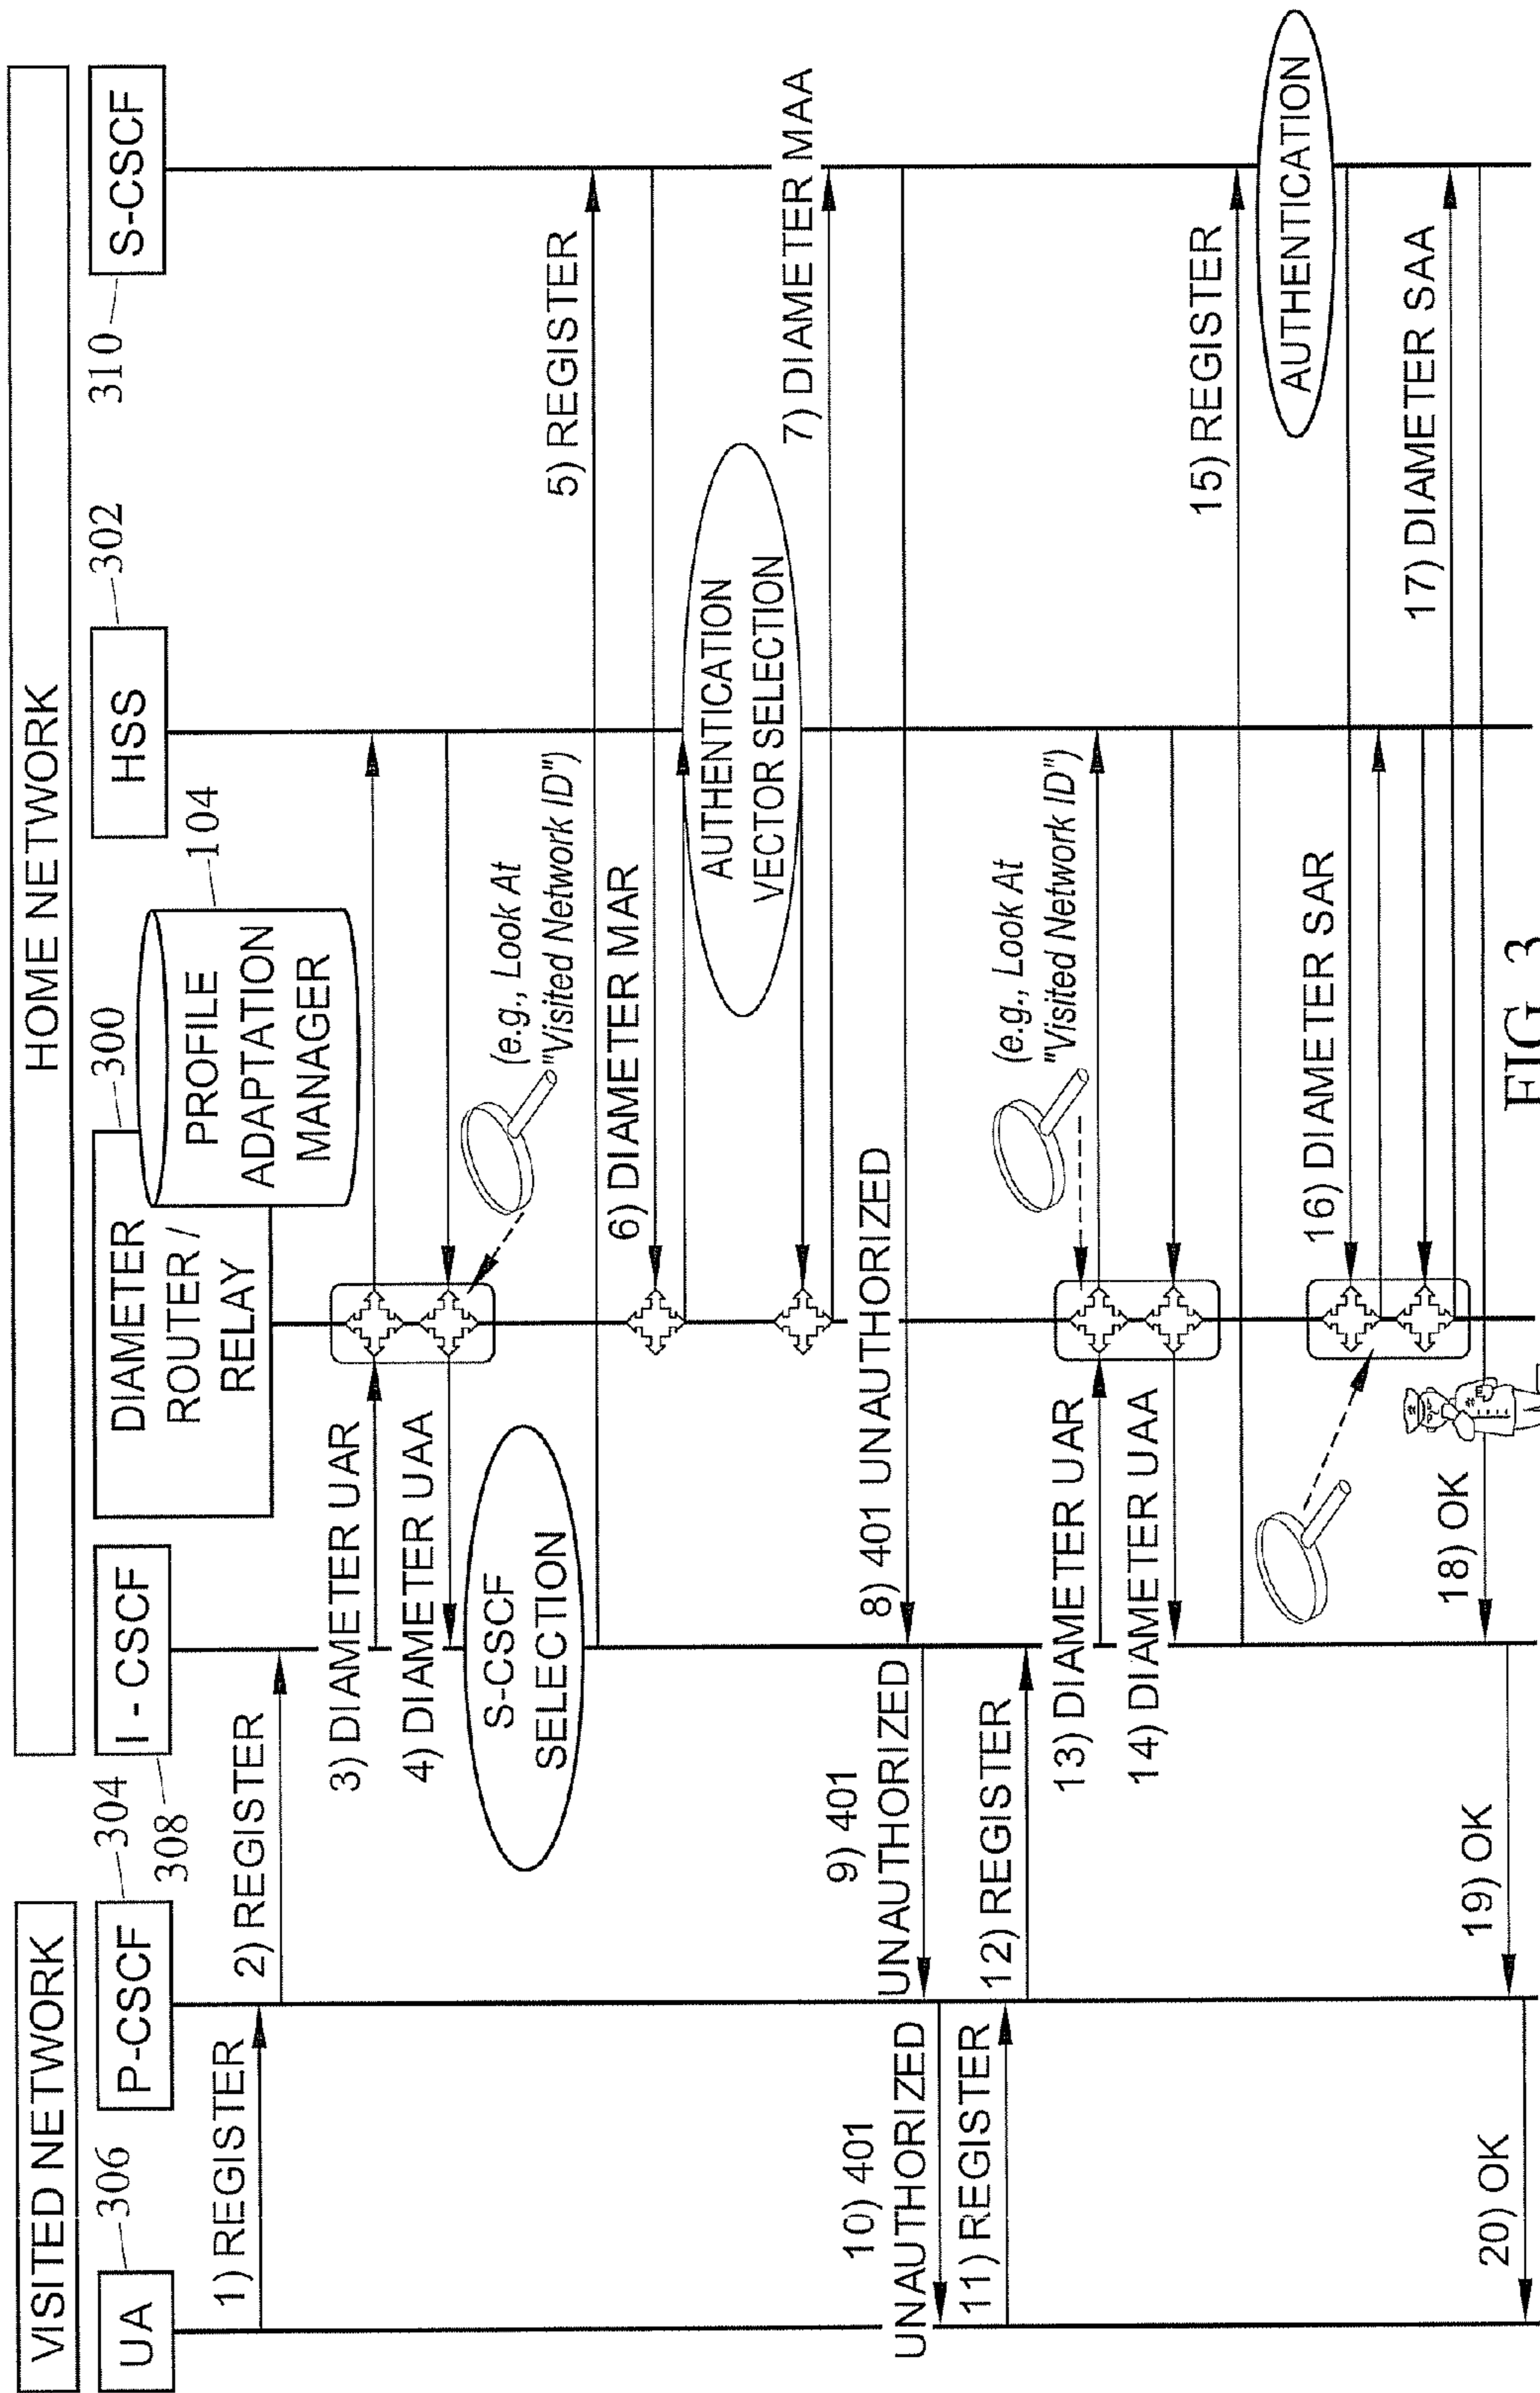 VISITED NETWORK
HOME NETWORK
UA
306
P-CSCF
304
I - CSCF
308
DIAMETER
ROUTER /
RELAY
300
PROFILE
ADAPTATION
MANAGER
104
HSS
302
S-CSCF
310
1) REGISTER
2) REGISTER
3) DIAMETER UAR
4) DIAMETER UAA
(e.g., Look At
"Visited Network ID")
S-CSCF
SELECTION
5) REGISTER
6) DIAMETER MAR
AUTHENTICATION
VECTOR SELECTION
7) DIAMETER MAA
8) 401 UNAUTHORIZED
9) 401
UNAUTHORIZED
10) 401
UNAUTHORIZED
11) REGISTER
12) REGISTER
13) DIAMETER UAR
14) DIAMETER UAA
(e.g., Look At
"Visited Network ID")
15) REGISTER
AUTHENTICATION
16) DIAMETER SAR
17) DIAMETER SAA
18) OK
19) OK
20) OK
FIG. 3